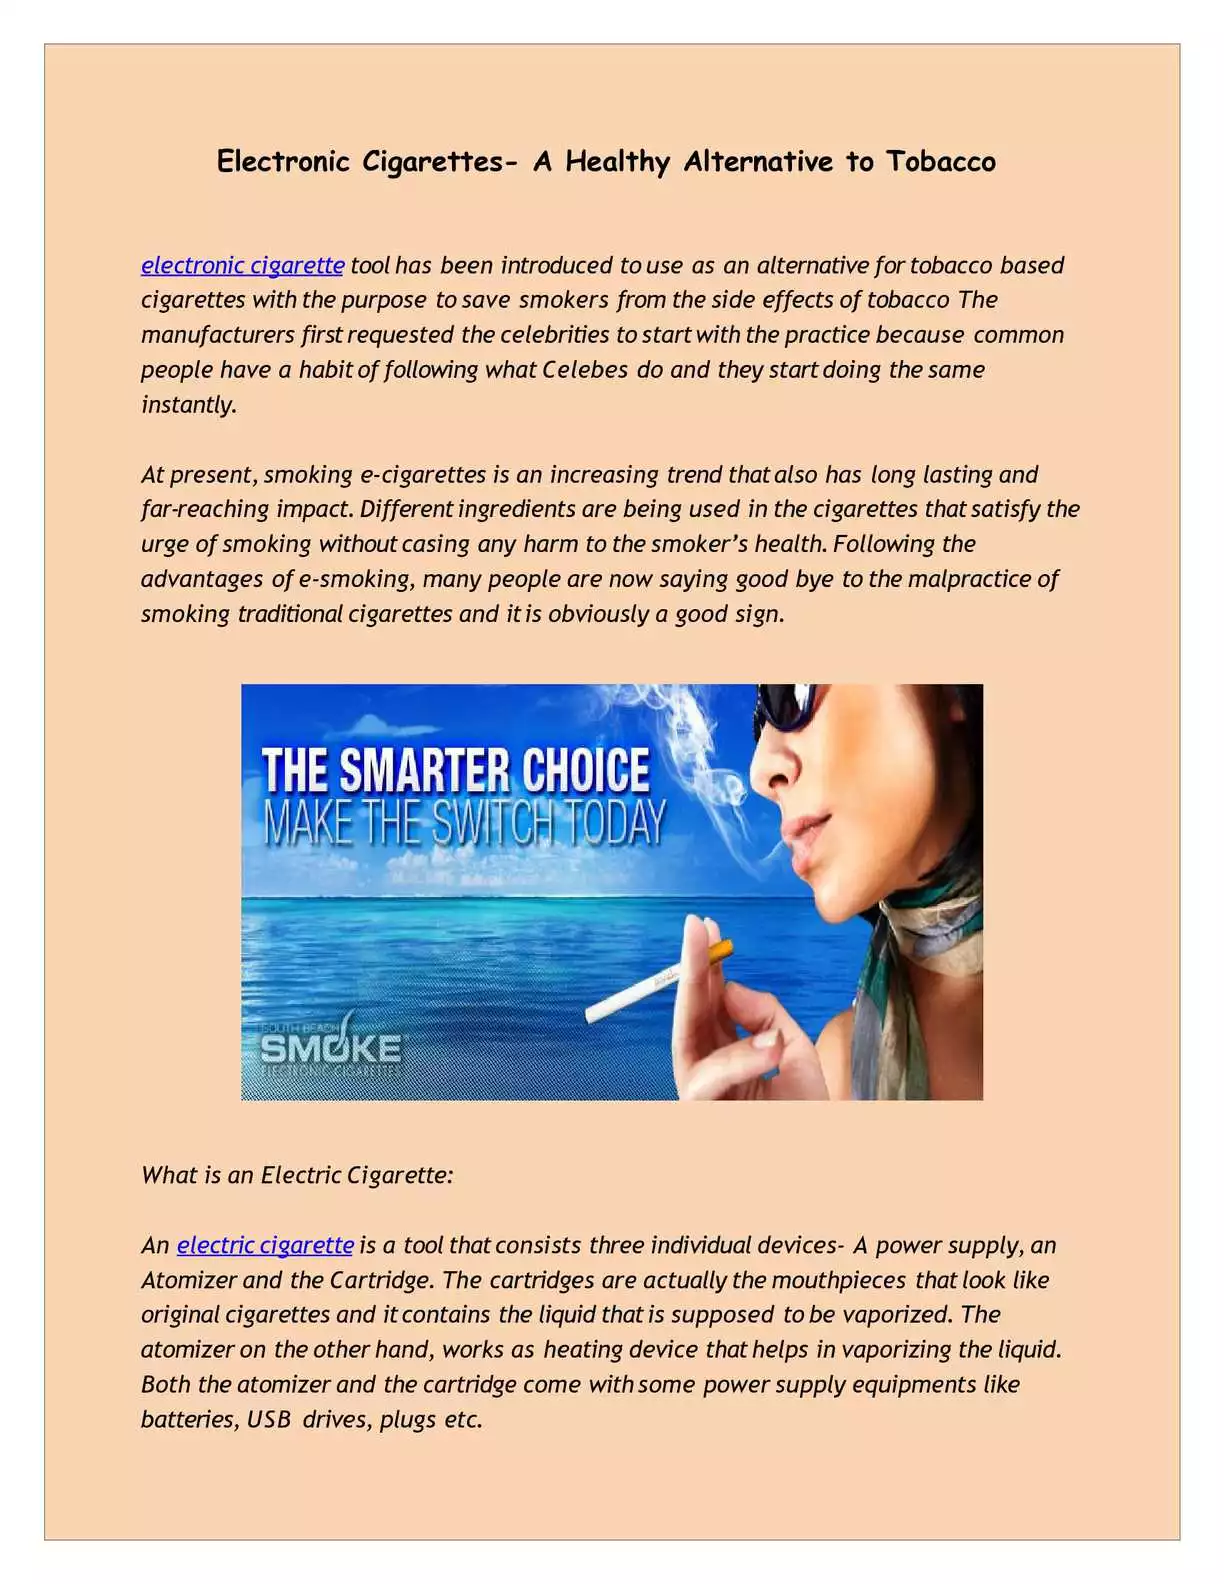 Electronic Cigarettes- A Healthy Alternative to Tobacco
electronic cigarette tool has been introduced to use as an alternative for tobacco based
cigarettes with the purpose to save smokers from the side effects of tobacco The
manufacturers first requested the celebrities to start with the practice because common
people have a habit of following what Celebes do and they start doing the same
instantly.
At present, smoking e-cigarettes is an increasing trend that also has long lasting and
far-reaching impact. Different ingredients are being used in the cigarettes that satisfy the
urge of smoking without casing any harm to the smoker’s health. Following the
advantages of e-smoking, many people are now saying good bye to the malpractice of
smoking traditional cigarettes and it is obviously a good sign.
THE SMARTER CHOICE
MAKE THE SWITCH TODAY
SOUTH BEACH
SMOKE
ELECTRONIC CIGARETTES
What is an Electric Cigarette:
An electric cigarette is a tool that consists three individual devices- A power supply, an
Atomizer and the Cartridge. The cartridges are actually the mouthpieces that look like
original cigarettes and it contains the liquid that is supposed to be vaporized. The
atomizer on the other hand, works as heating device that helps in vaporizing the liquid.
Both the atomizer and the cartridge come with some power supply equipments like
batteries, USB drives, plugs etc.